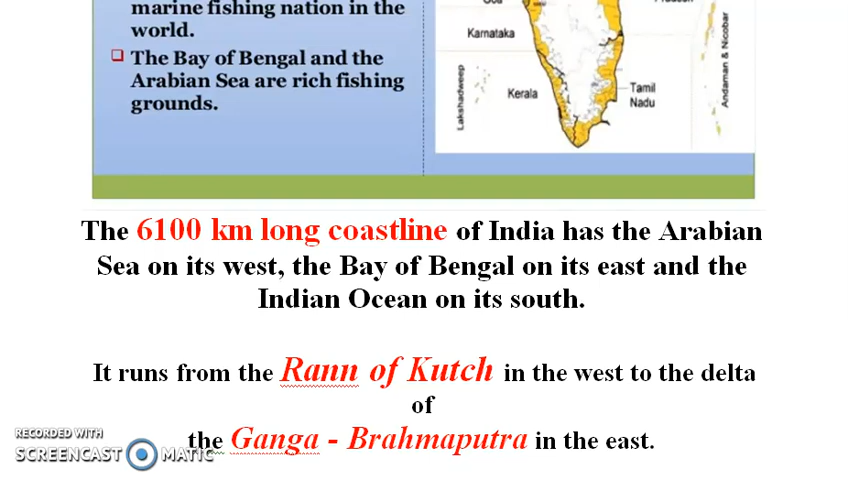 marine fishing nation in the
world.
The Bay of Bengal and the
Arabian Sea are rich fishing
grounds.
Karnataka
Lakshadweep
Kerala
Tamil
Nadu
Andaman & Nicobar
The 6100 km long coastline of India has the Arabian
Sea on its west, the Bay of Bengal on its east and the
Indian Ocean on its south.
It runs from the Rann of Kutch in the west to the delta
of
the Ganga - Brahmaputra in the east.
RECORDED WITH
SCREENCAST MATIC